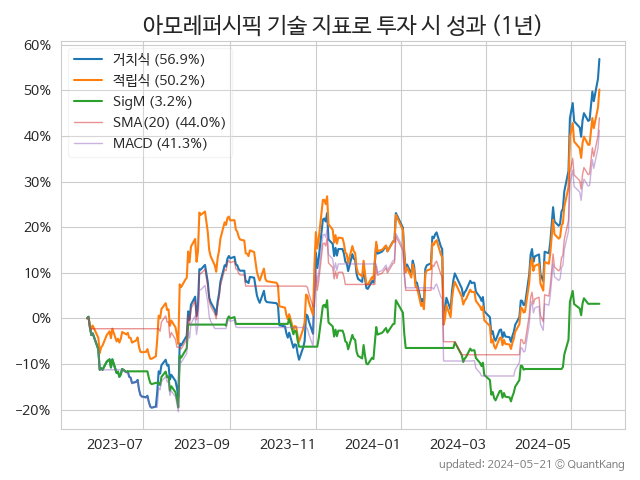 아모레퍼시픽 기술 지표로 투자 시 성과 (1년)
60%
50%
40%
30%
20%
10%
0%
−10%
−20%
거치식 (56.9%)
적립식 (50.2%)
SigM (3.2%)
SMA(20) (44.0%)
MACD (41.3%)
2023-07 2023-09 2023-11 2024-01 2024-03 2024-05
updated: 2024-05-21 © QuantKang